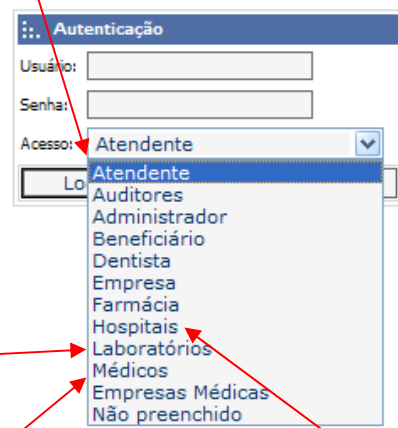 Autenticação
Usuário:
Senha:
Acesso: Atendente
Lo
Atendente
Auditores
Administrador
Beneficiário
Dentista
Empresa
Farmácia
Hospitais
Laboratórios
Médicos
Empresas Médicas
Não preenchido